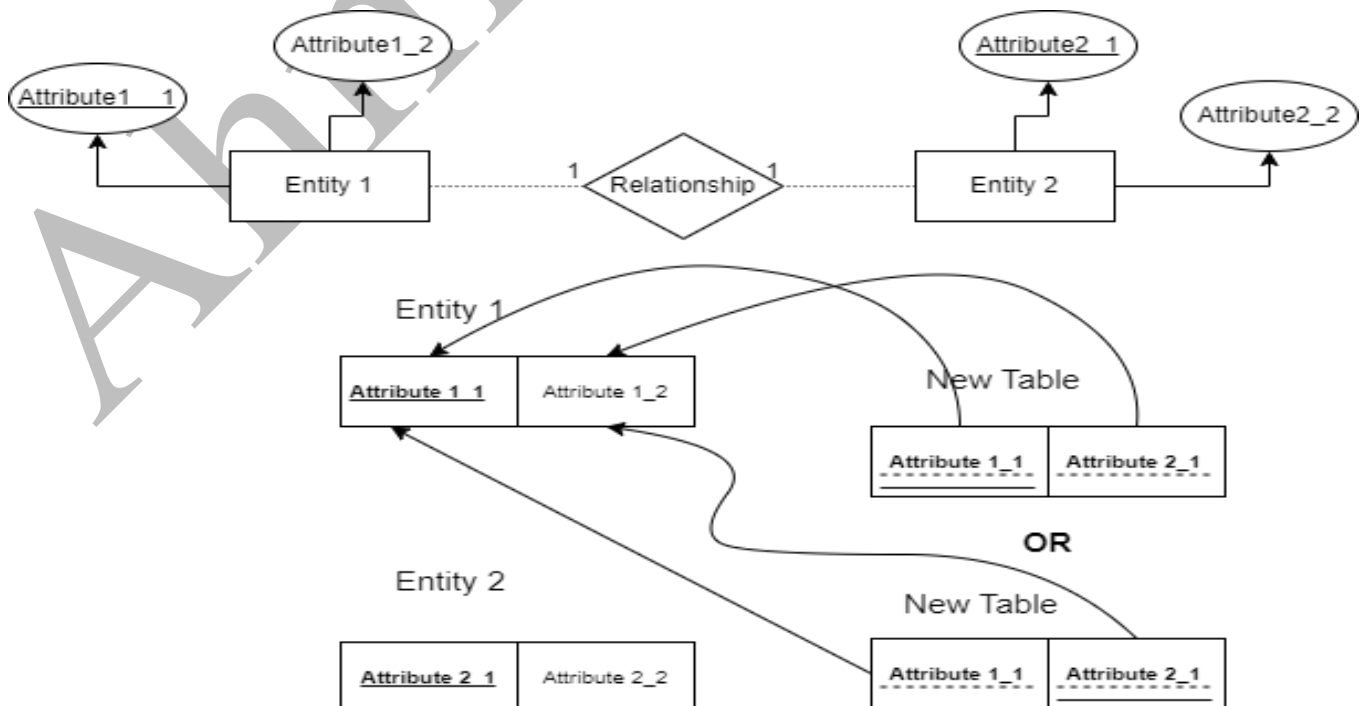 Attribute1_2
Attribute2_1
Attribute1_1
Attribute2_2
Entity 1
1
Relationship
1
Entity 2
Entity 1
New Table
Attribute 1_1
Attribute 1_2
Attribute 1_1
Attribute 2_1
OR
Entity 2
New Table
Attribute 2_1
Attribute 2_2
Attribute 1_1
Attribute 2_1